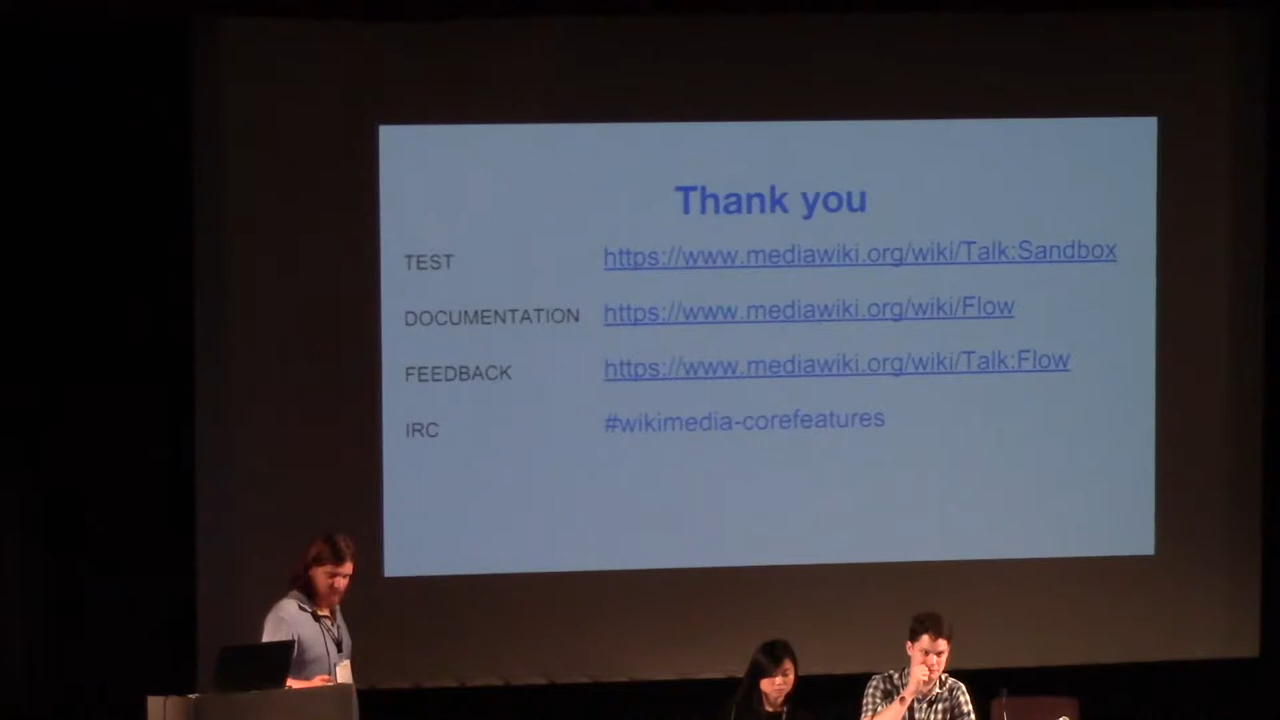 Thank you
TEST https://www.mediawiki.org/wiki/Talk:Sandbox
DOCUMENTATION https://www.mediawiki.org/wiki/Flow
FEEDBACK https://www.mediawiki.org/wiki/Talk:Flow
IRC #wikimedia-corefeatures